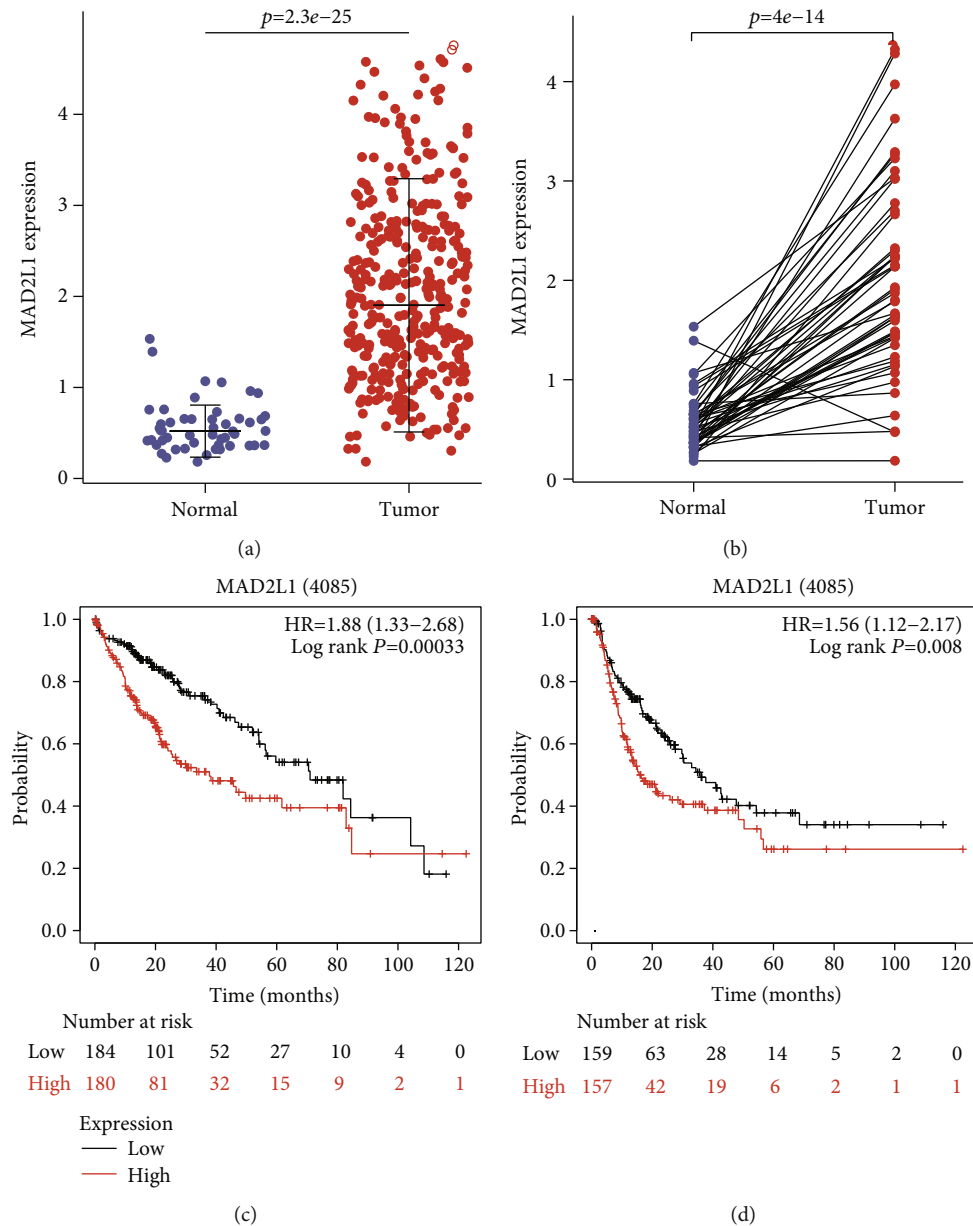 p=2.3e−25
MAD2L1 expression
4
3
2
1
0
Normal
Tumor
(a)
p=4e−14
MAD2L1 expression
4
3
2
1
0
Normal
Tumor
(b)
MAD2L1 (4085)
HR=1.88 (1.33−2.68)
Log rank P=0.00033
Probability
1.0
0.8
0.6
0.4
0.2
0.0
0 20 40 60 80 100 120
Time (months)
Number at risk
Low 184 101 52 27 10 4 0
High 180 81 32 15 9 2 1
Expression
Low
High
(c)
MAD2L1 (4085)
HR=1.56 (1.12−2.17)
Log rank P=0.008
Probability
1.0
0.8
0.6
0.4
0.2
0.0
0 20 40 60 80 100 120
Time (months)
Number at risk
Low 159 63 28 14 5 2 0
High 157 42 19 6 2 1 1
(d)